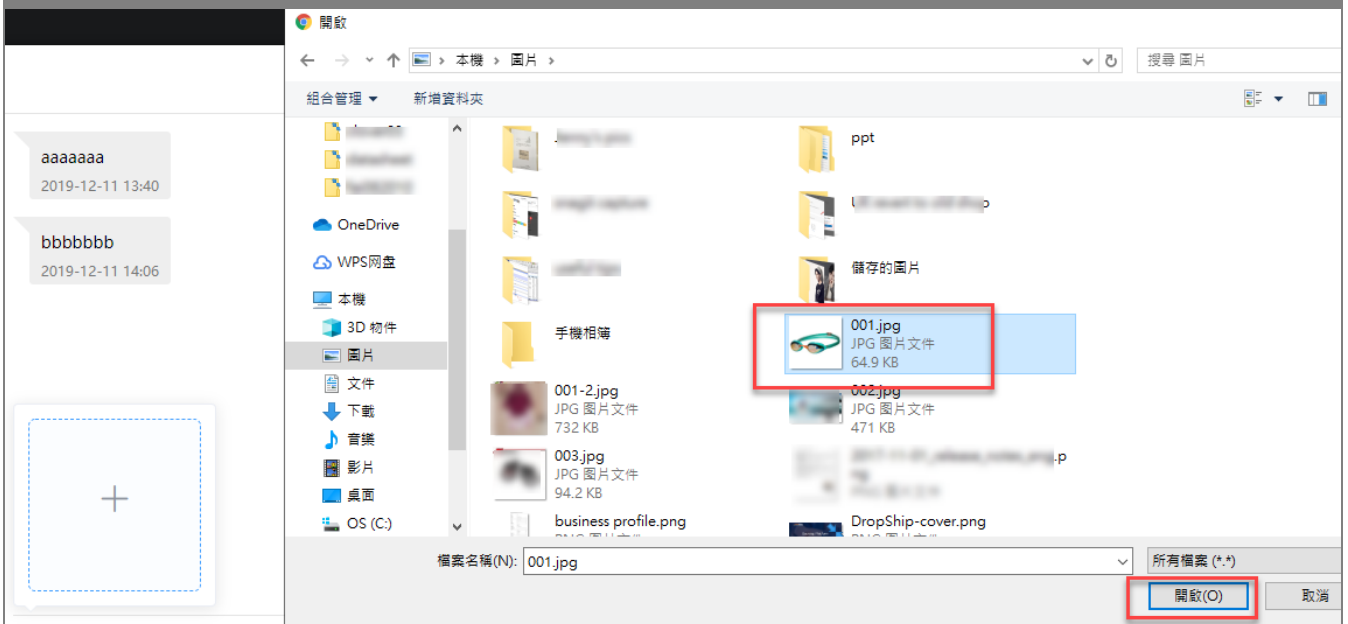 開啟
本機 › 圖片 ›
搜尋 圖片
組合管理
新增資料夾
aaaaaaa
2019-12-11 13:40
bbbbbbb
2019-12-11 14:06
OneDrive
WPS网盘
本機
3D 物件
圖片
文件
下載
音樂
影片
桌面
OS (C:)
ppt
儲存的圖片
手機相簿
001.jpg
JPG 图片文件
64.9 KB
001-2.jpg
JPG 图片文件
732 KB
002.jpg
JPG 图片文件
471 KB
003.jpg
JPG 图片文件
94.2 KB
business profile.png
DropShip-cover.png
檔案名稱(N):
001.jpg
所有檔案 (*.*)
開啟(O)
取消